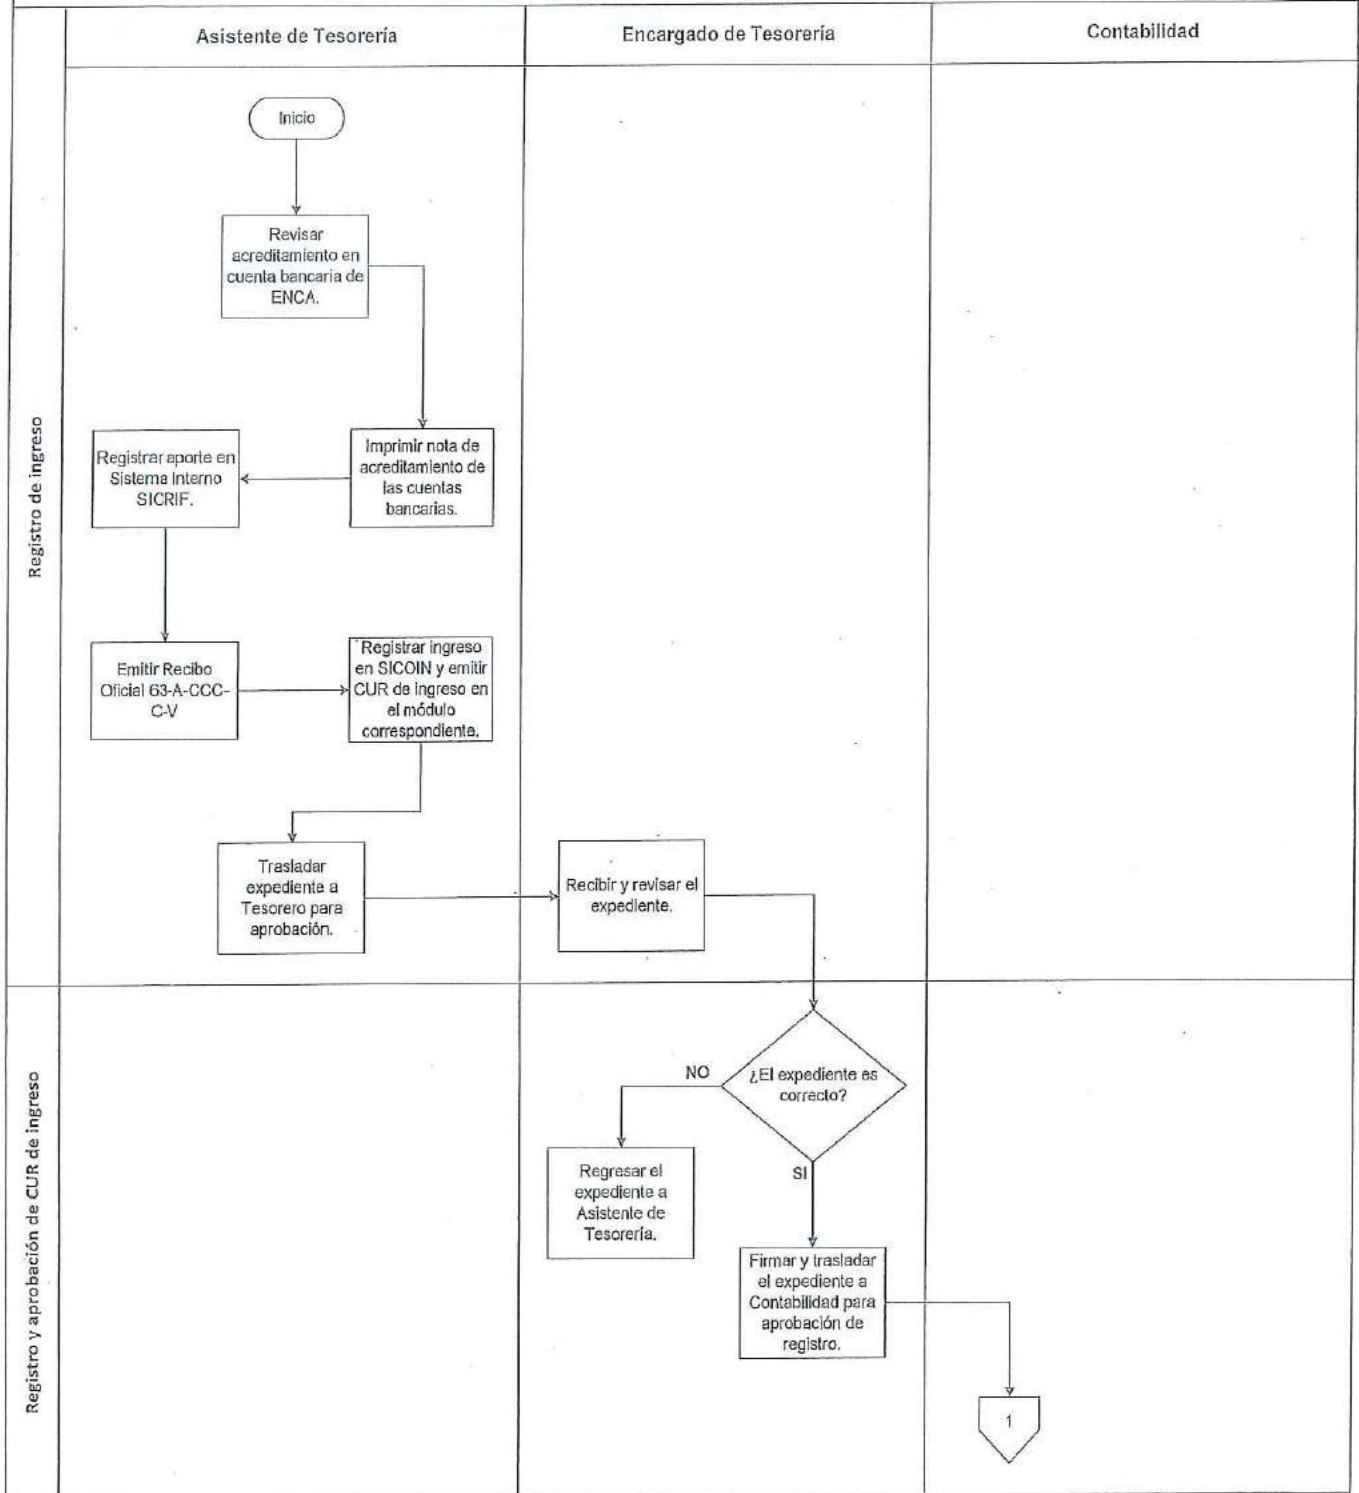 Asistente de Tesorería
Encargado de Tesorería
Contabilidad
Registro de ingreso
Inicio
Revisar
acreditamiento en
cuenta bancaria de
ENCA.
Imprimir nota de
acreditamiento de
las cuentas
bancarias.
Registrar aporte en
Sistema Interno
SICRIF.
Emitir Recibo
Oficial 63-A-CCC-
C-V
Registrar ingreso
en SICOIN y emitir
CUR de ingreso en
el módulo
correspondiente.
Trasladar
expediente a
Tesorero para
aprobación.
Recibir y revisar el
expediente.
Registro y aprobación de CUR de ingreso
¿El expediente es
correcto?
NO
Regresar el
expediente a
Asistente de
Tesorería.
SI
Firmar y trasladar
el expediente a
Contabilidad para
aprobación de
registro.
1